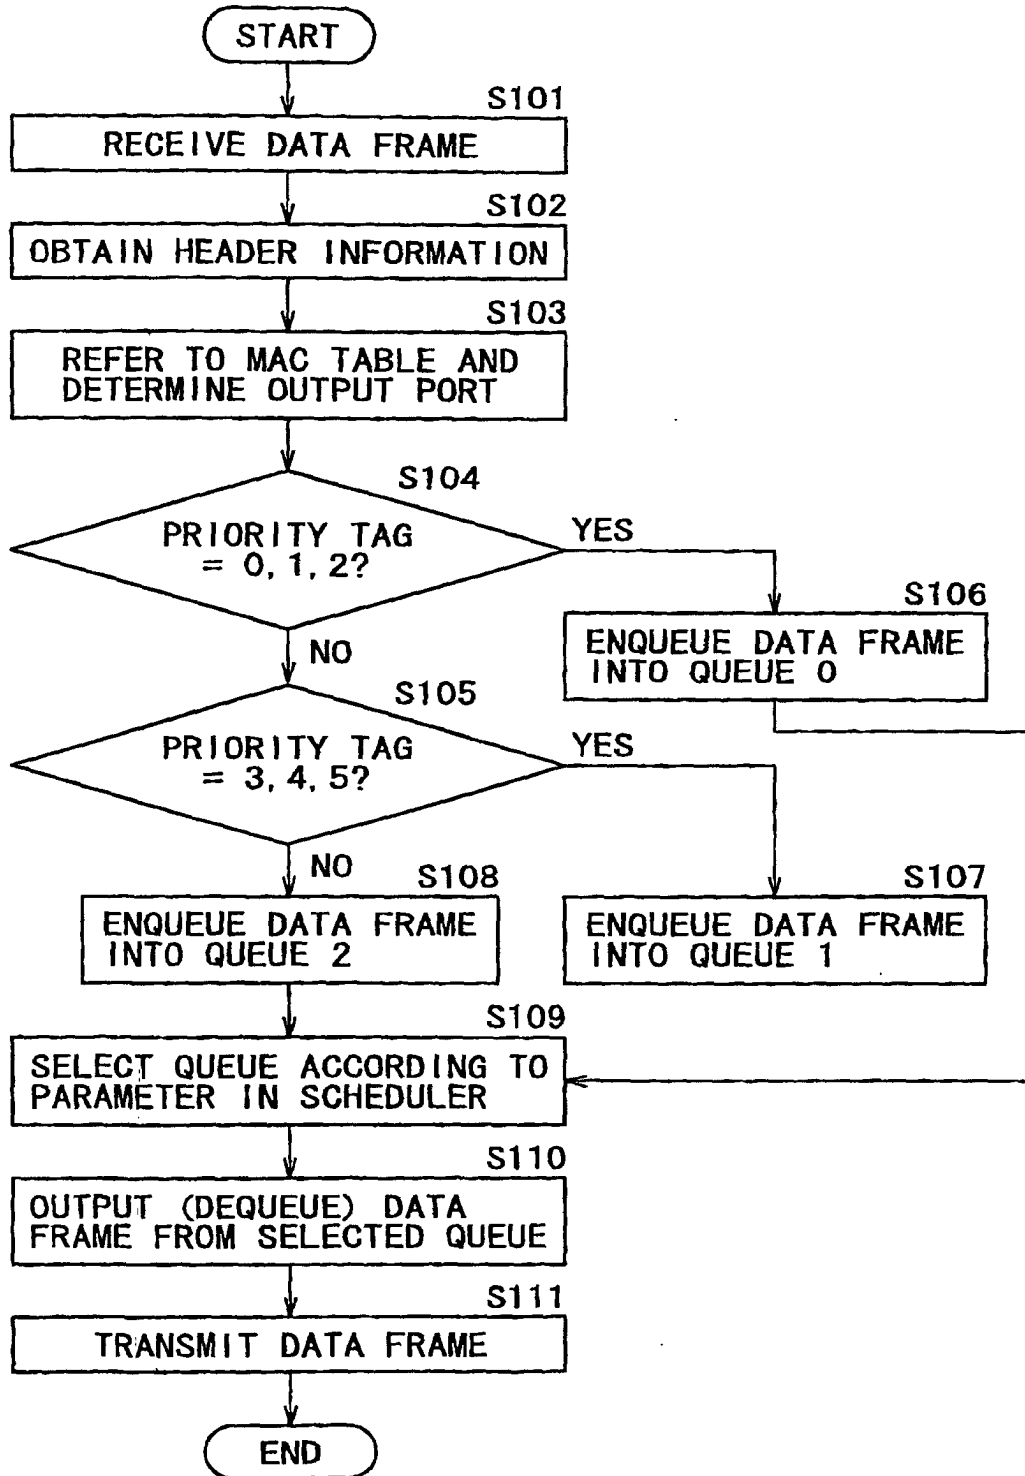 START
S101
RECEIVE DATA FRAME
S102
OBTAIN HEADER INFORMATION
S103
REFER TO MAC TABLE AND
DETERMINE OUTPUT PORT
S104
PRIORITY TAG
= 0, 1, 2?
YES
NO
S106
ENQUEUE DATA FRAME
INTO QUEUE 0
S105
PRIORITY TAG
= 3, 4, 5?
YES
NO
S108
ENQUEUE DATA FRAME
INTO QUEUE 2
S107
ENQUEUE DATA FRAME
INTO QUEUE 1
S109
SELECT QUEUE ACCORDING TO
PARAMETER IN SCHEDULER
S110
OUTPUT (DEQUEUE) DATA
FRAME FROM SELECTED QUEUE
S111
TRANSMIT DATA FRAME
END